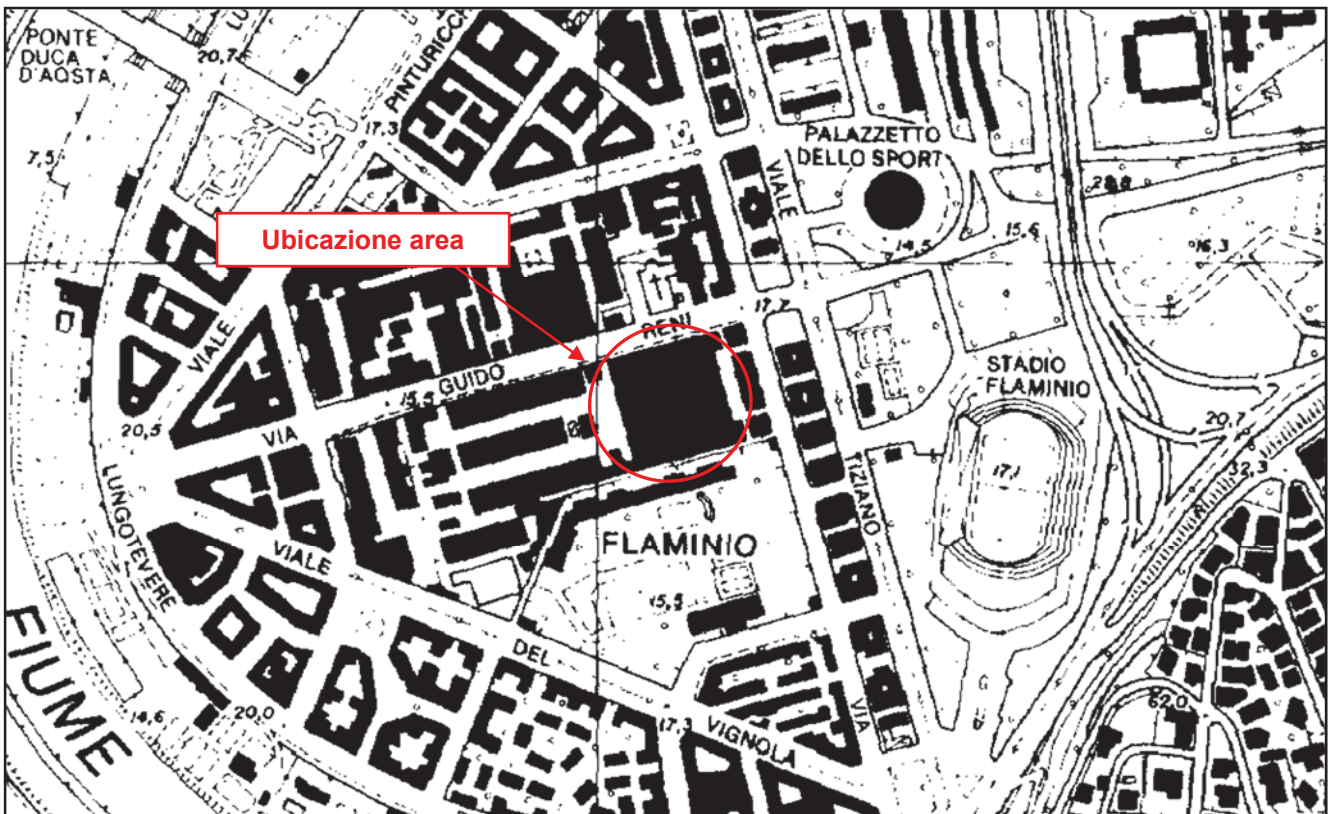 PONTE
DUCA
D'AOSTA
20,7
PINTURICC
17,3
7,5
PALAZZETTO
DELLO SPORT
VIALE
14,5
15,6
16,3
Ubicazione area
17,7
RENI
GUIDO
15,5
VIALE
VIA
20,5
LUNGOTEVERE
STADIO
FLAMINIO
17,1
20,7
32,3
TIZIANO
FLAMINIO
VIALE
DEL
VIGNOLA
17,3
VIA
62,0
FIUME
14,6
20,0